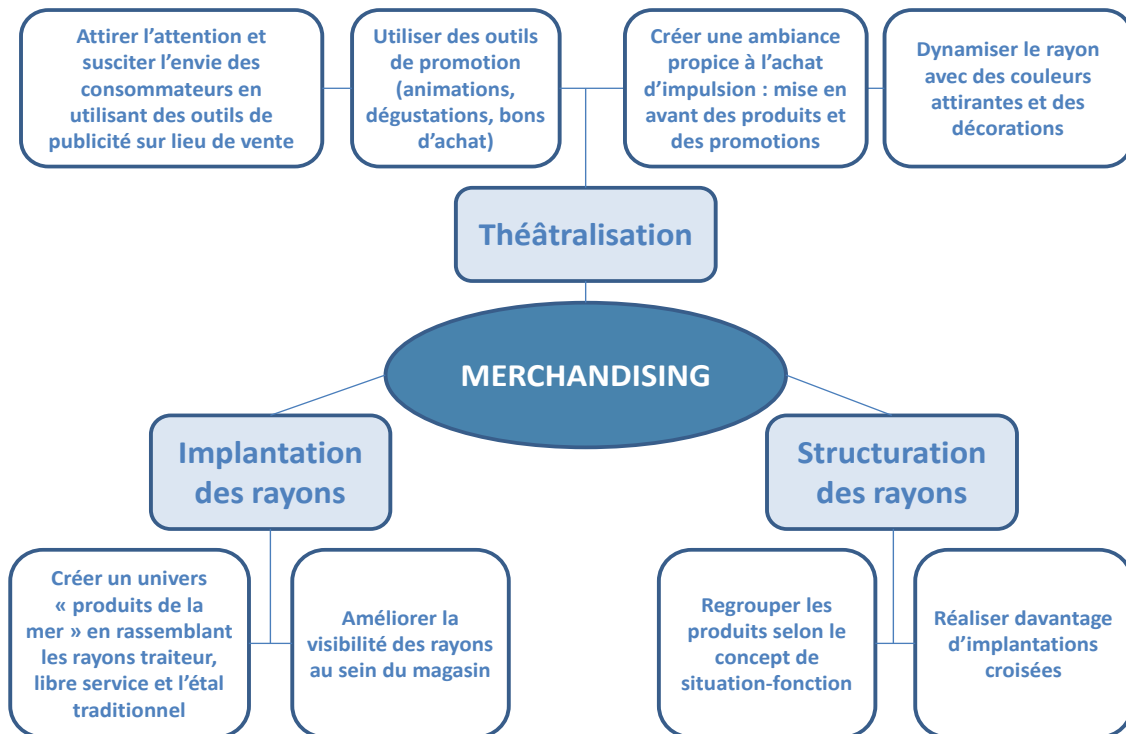 Attirer l’attention et
susciter l’envie des
consommateurs en
utilisant des outils de
publicité sur lieu de vente
Utiliser des outils
de promotion
(animations,
dégustations, bons
d’achat)
Créer une ambiance
propice à l’achat
d’impulsion : mise en
avant des produits et
des promotions
Dynamiser le rayon
avec des couleurs
attirantes et des
décorations
Théâtralisation
MERCHANDISING
Implantation
des rayons
Structuration
des rayons
Créer un univers
« produits de la
mer » en rassemblant
les rayons traiteur,
libre service et l’étal
traditionnel
Améliorer la
visibilité des rayons
au sein du magasin
Regrouper les
produits selon le
concept de
situation-fonction
Réaliser davantage
d’implantations
croisées